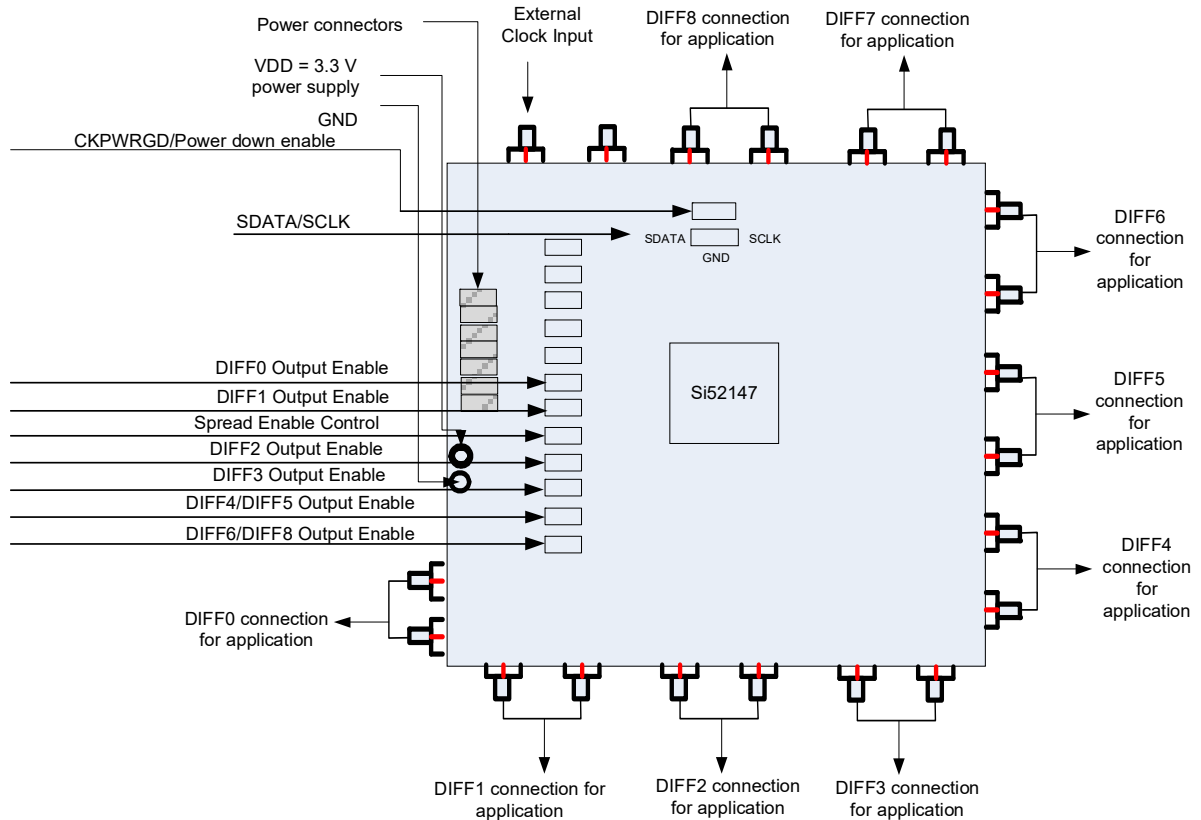 Power connectors
External
Clock Input
DIFF8 connection
for application
DIFF7 connection
for application
VDD = 3.3 V
power supply
GND
CKPWRGD/Power down enable
SDATA/SCLK
SDATA
SCLK
GND
DIFF6
connection
for
application
Si52147
DIFF0 Output Enable
DIFF1 Output Enable
Spread Enable Control
DIFF2 Output Enable
DIFF3 Output Enable
DIFF4/DIFF5 Output Enable
DIFF6/DIFF8 Output Enable
DIFF5
connection
for
application
DIFF4
connection
for
application
DIFF0 connection
for application
DIFF1 connection for
application
DIFF2 connection
for application
DIFF3 connection
for application